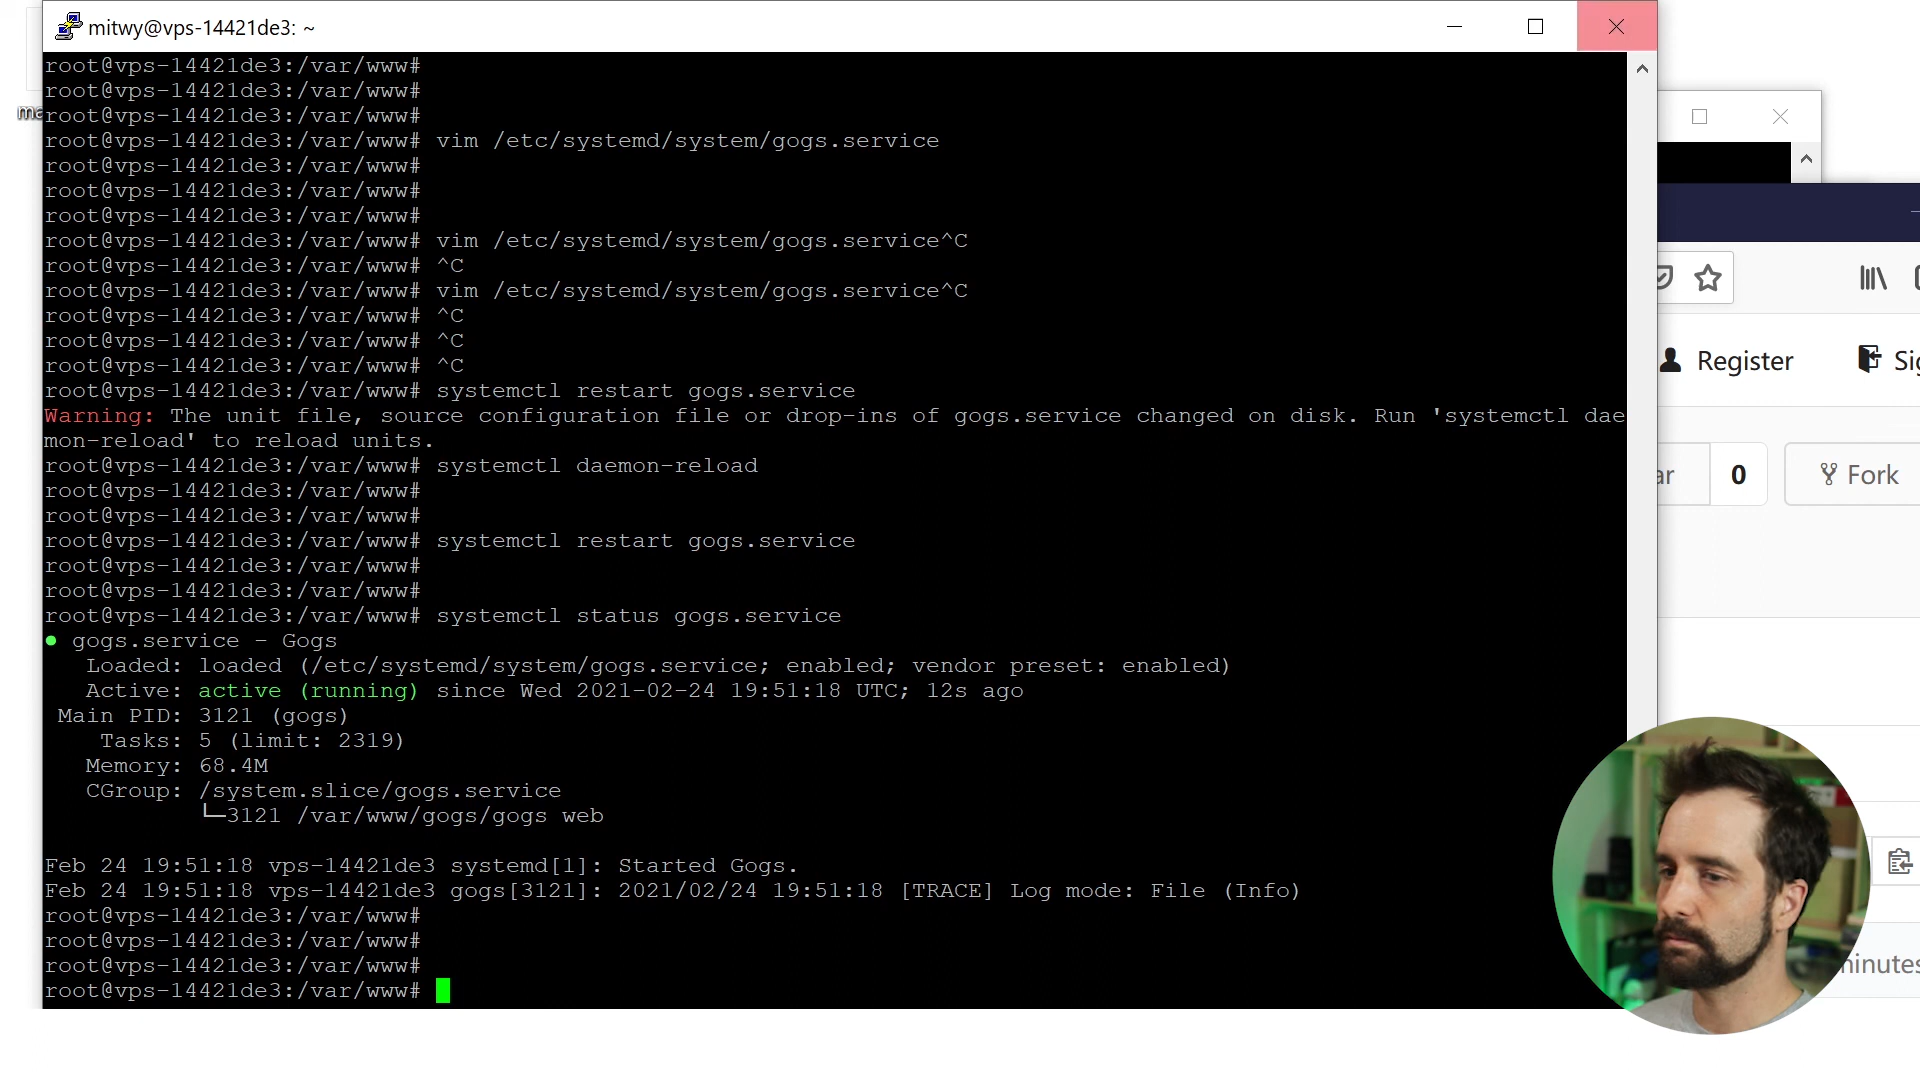 mitwy@vps-14421de3: ~
root@vps-14421de3:/var/www#
root@vps-14421de3:/var/www#
root@vps-14421de3:/var/www#
root@vps-14421de3:/var/www# vim /etc/systemd/system/gogs.service
root@vps-14421de3:/var/www#
root@vps-14421de3:/var/www#
root@vps-14421de3:/var/www#
root@vps-14421de3:/var/www# vim /etc/systemd/system/gogs.service^C
root@vps-14421de3:/var/www# ^C
root@vps-14421de3:/var/www# vim /etc/systemd/system/gogs.service^C
root@vps-14421de3:/var/www# ^C
root@vps-14421de3:/var/www# ^C
root@vps-14421de3:/var/www# ^C
root@vps-14421de3:/var/www# systemctl restart gogs.service
Warning: The unit file, source configuration file or drop-ins of gogs.service changed on disk. Run 'systemctl dae
mon-reload' to reload units.
root@vps-14421de3:/var/www# systemctl daemon-reload
root@vps-14421de3:/var/www#
root@vps-14421de3:/var/www#
root@vps-14421de3:/var/www# systemctl restart gogs.service
root@vps-14421de3:/var/www#
root@vps-14421de3:/var/www#
root@vps-14421de3:/var/www# systemctl status gogs.service
● gogs.service - Gogs
Loaded: loaded (/etc/systemd/system/gogs.service; enabled; vendor preset: enabled)
Active: active (running) since Wed 2021-02-24 19:51:18 UTC; 12s ago
Main PID: 3121 (gogs)
Tasks: 5 (limit: 2319)
Memory: 68.4M
CGroup: /system.slice/gogs.service
└─3121 /var/www/gogs/gogs web
Feb 24 19:51:18 vps-14421de3 systemd[1]: Started Gogs.
Feb 24 19:51:18 vps-14421de3 gogs[3121]: 2021/02/24 19:51:18 [TRACE] Log mode: File (Info)
root@vps-14421de3:/var/www#
root@vps-14421de3:/var/www#
root@vps-14421de3:/var/www#
root@vps-14421de3:/var/www#
Register
0
Fork